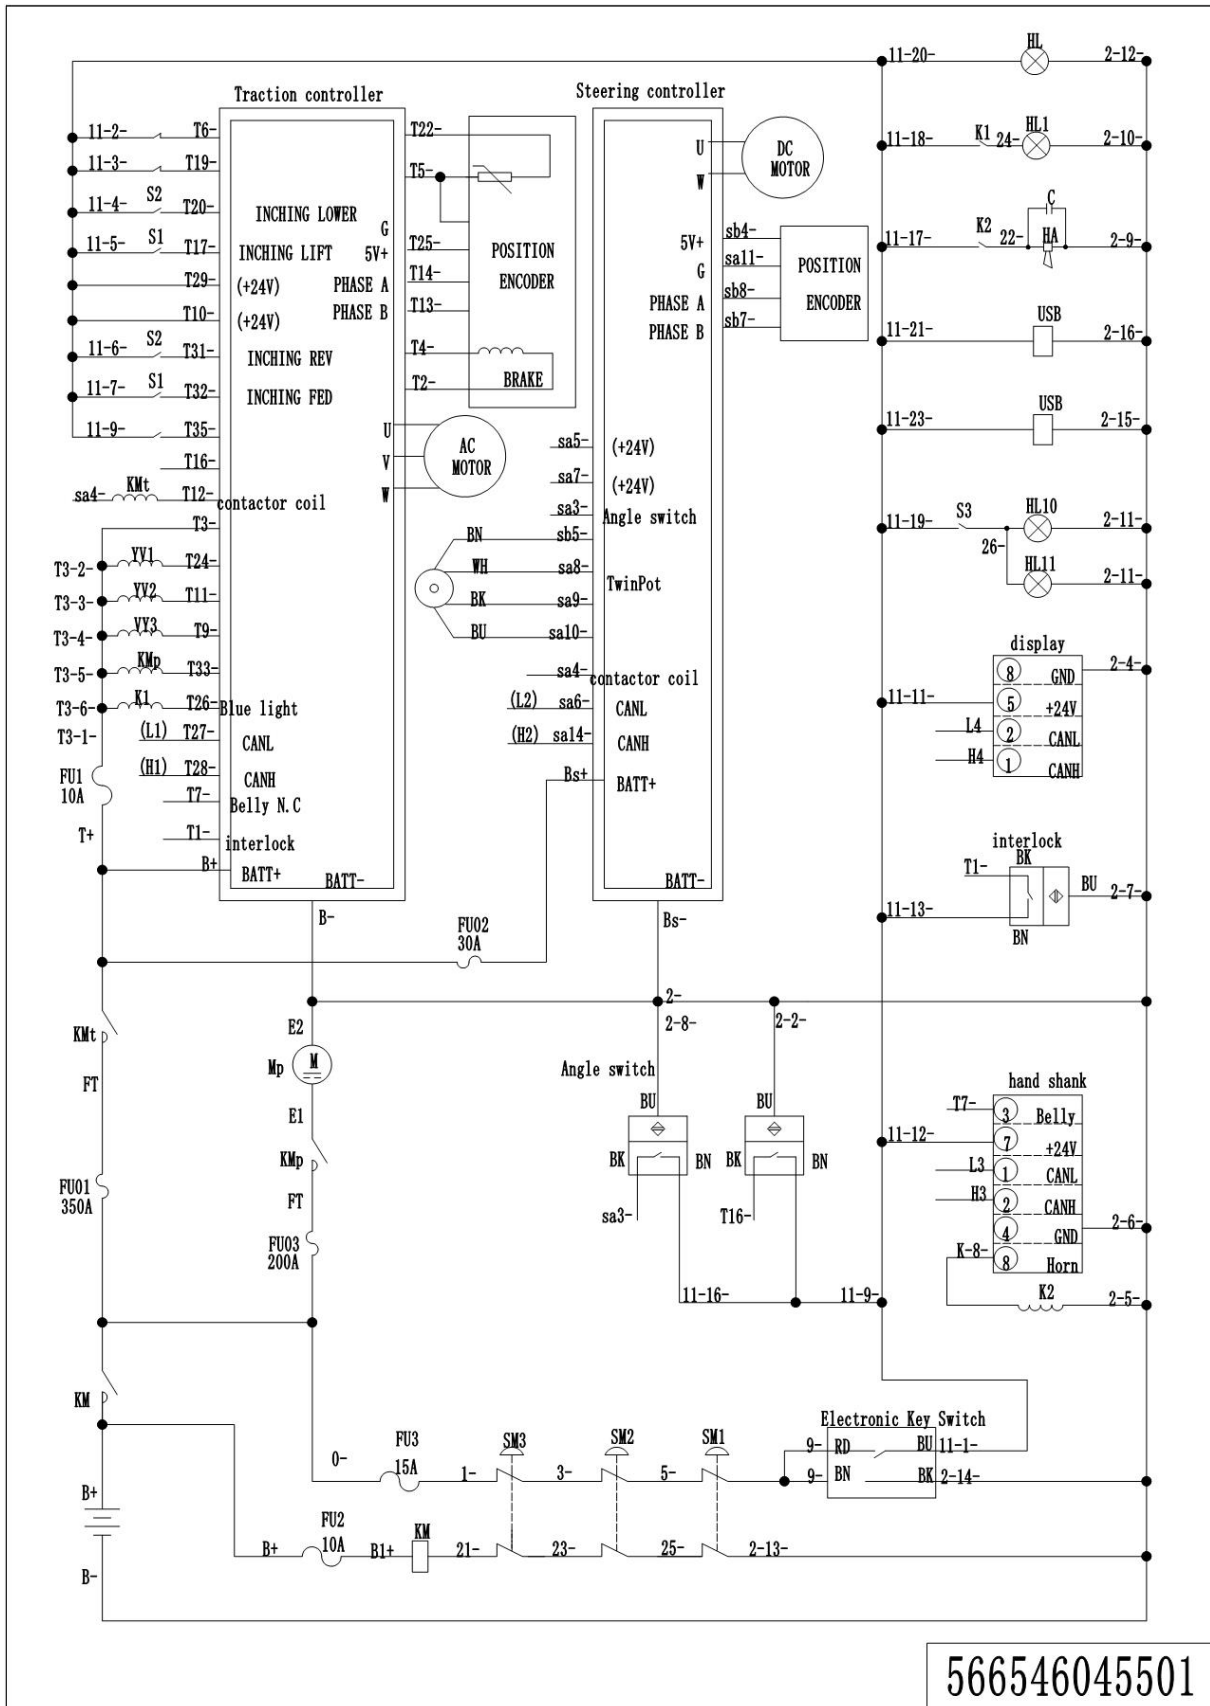 HL
11-20-
2-12-
Traction controller
Steering controller
11-2-
T6-
T22-
11-3-
T19-
T5-
11-4-
S2
T20-
INCHING LOWER
G
11-5-
S1
T17-
INCHING LIFT
5V+
T25-
T29-
(+24V)
PHASE A
T14-
T10-
(+24V)
PHASE B
T13-
POSITION
ENCODER
11-6-
S2
T31-
INCHING REV
T4-
11-7-
S1
T32-
INCHING FED
T2-
BRAKE
11-9-
T35-
U
V
W
AC
MOTOR
T16-
sa4-
KMt
T12-
contactor coil
T3-
T3-2-
YV1
T24-
T3-3-
YV2
T11-
T3-4-
VY3
T9-
T3-5-
KMp
T33-
T3-6-
K1
T26-
Blue light
T3-1-
(L1)
T27-
CANL
(H1)
T28-
CANH
FU1
10A
T7-
Belly N.C
T+
T1-
interlock
B+
BATT+
BATT-
B-
U
W
DC
MOTOR
5V+
sb4-
G
sa11-
PHASE A
sb8-
PHASE B
sb7-
POSITION
ENCODER
sa5-
(+24V)
sa7-
(+24V)
sa3-
Angle switch
BN
sb5-
WH
sa8-
TwinPot
BK
sa9-
BU
sa10-
sa4-
contactor coil
(L2)
sa6-
CANL
(H2)
sa14-
CANH
Bs+
BATT+
BATT-
Bs-
FU02
30A
11-18-
K1
24-
HL1
2-10-
C
11-17-
K2
22-
HA
2-9-
USB
11-21-
2-16-
USB
11-23-
2-15-
11-19-
S3
HL10
2-11-
26-
HL11
2-11-
display
8
GND
2-4-
11-11-
5
+24V
L4
2
CANL
H4
1
CANH
interlock
T1-
BK
BU
2-7-
11-13-
BN
2-
2-8-
2-2-
KMt
FT
E2
Mp
M
E1
KMp
FT
FU01
350A
FU03
200A
Angle switch
BU
BU
BK
BN
BK
BN
sa3-
T16-
11-16-
11-9-
hand shank
T7-
3
Belly
11-12-
7
+24V
L3
1
CANL
H3
2
CANH
4
GND
2-6-
K-8-
8
Horn
K2
2-5-
KM
Electronic Key Switch
0-
FU3
15A
1-
SM3
3-
SM2
5-
SM1
9-
RD
BU
11-1-
9-
BN
BK
2-14-
B+
B-
B+
FU2
10A
B1+
KM
21-
23-
25-
2-13-
566546045501